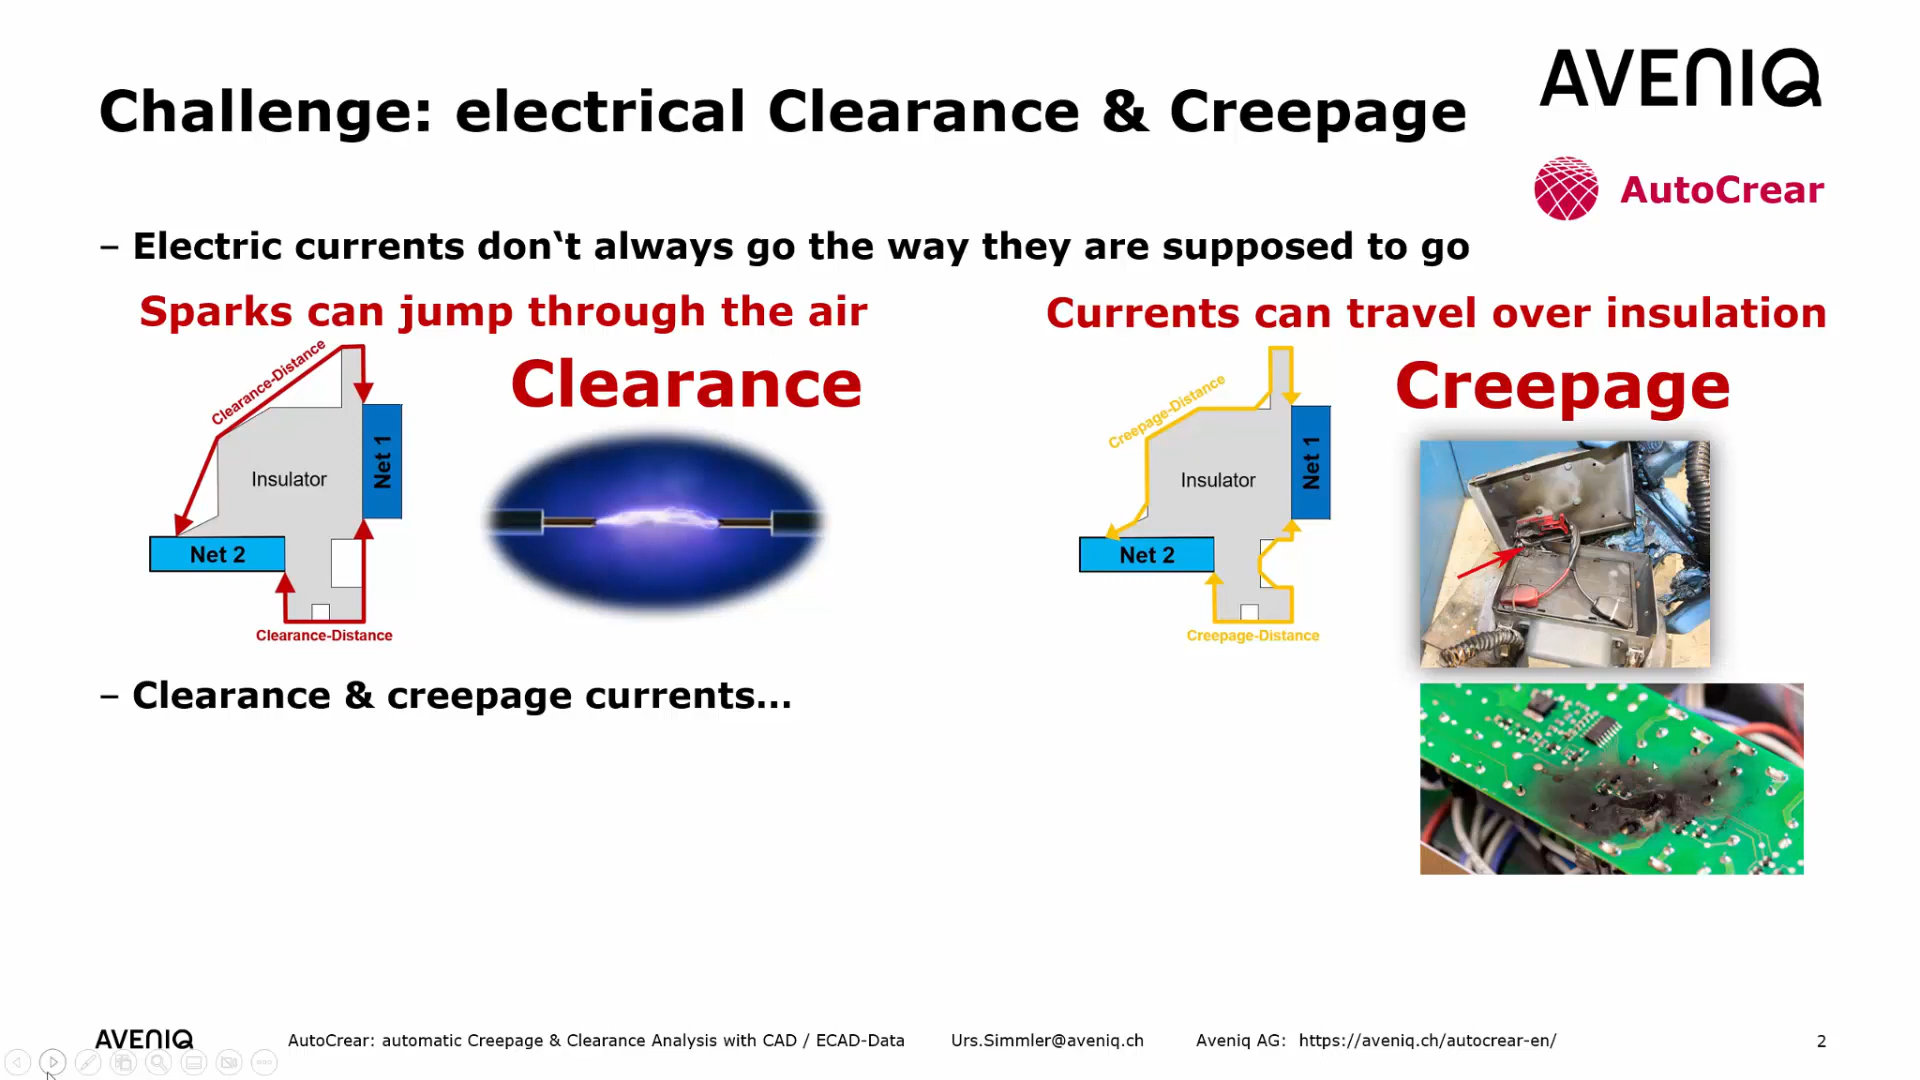 AVENIQ
Challenge: electrical Clearance & Creepage
AutoCrear
– Electric currents don‘t always go the way they are supposed to go
Sparks can jump through the air
Currents can travel over insulation
Clearance-Distance
Clearance
Insulator
Net 1
Net 2
Clearance-Distance
Creepage-Distance
Creepage
Insulator
Net 1
Net 2
Creepage-Distance
– Clearance & creepage currents...
AVENIQ
AutoCrear: automatic Creepage & Clearance Analysis with CAD / ECAD-Data
Urs.Simmler@aveniq.ch
Aveniq AG: https://aveniq.ch/autocrear-en/
2